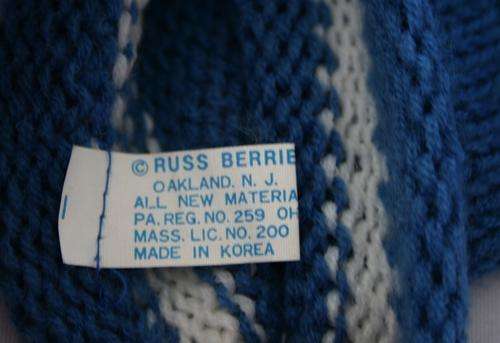 © RUSS BERRIE
OAKLAND. N. J.
ALL NEW MATERIA
PA. REG. NO. 259 OH
MASS. LIC. NO. 200
MADE IN KOREA